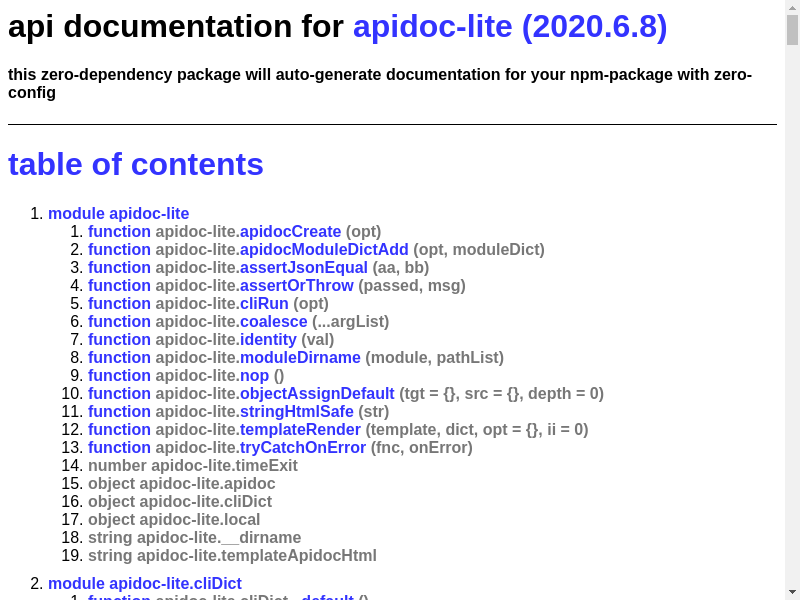 api documentation for apidoc-lite (2020.6.8)
this zero-dependency package will auto-generate documentation for your npm-package with zero-
config
table of contents
1. module apidoc-lite
1. function apidoc-lite.apidocCreate (opt)
2. function apidoc-lite.apidocModuleDictAdd (opt, moduleDict)
3. function apidoc-lite.assertJsonEqual (aa, bb)
4. function apidoc-lite.assertOrThrow (passed, msg)
5. function apidoc-lite.cliRun (opt)
6. function apidoc-lite.coalesce (...argList)
7. function apidoc-lite.identity (val)
8. function apidoc-lite.moduleDirname (module, pathList)
9. function apidoc-lite.nop ()
10. function apidoc-lite.objectAssignDefault (tgt = {}, src = {}, depth = 0)
11. function apidoc-lite.stringHtmlSafe (str)
12. function apidoc-lite.templateRender (template, dict, opt = {}, ii = 0)
13. function apidoc-lite.tryCatchOnError (fnc, onError)
14. number apidoc-lite.timeExit
15. object apidoc-lite.apidoc
16. object apidoc-lite.cliDict
17. object apidoc-lite.local
18. string apidoc-lite.__dirname
19. string apidoc-lite.templateApidocHtml
2. module apidoc-lite.cliDict
1. function apidoc-lite.cliDict._default ()